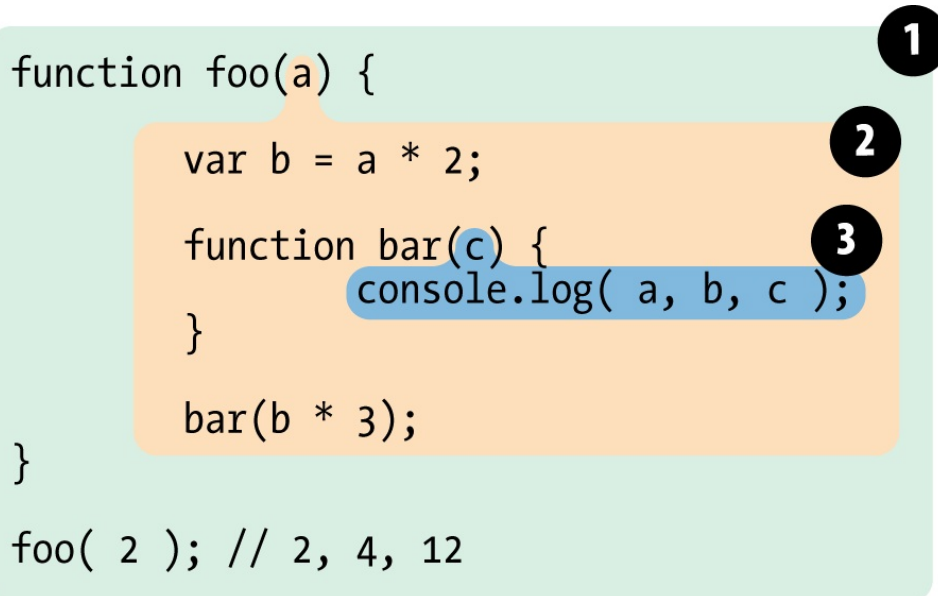 1
function foo(a) {
2
var b = a * 2;
function bar(c) {
3
console.log( a, b, c );
}
bar(b * 3);
}
foo( 2 ); // 2, 4, 12